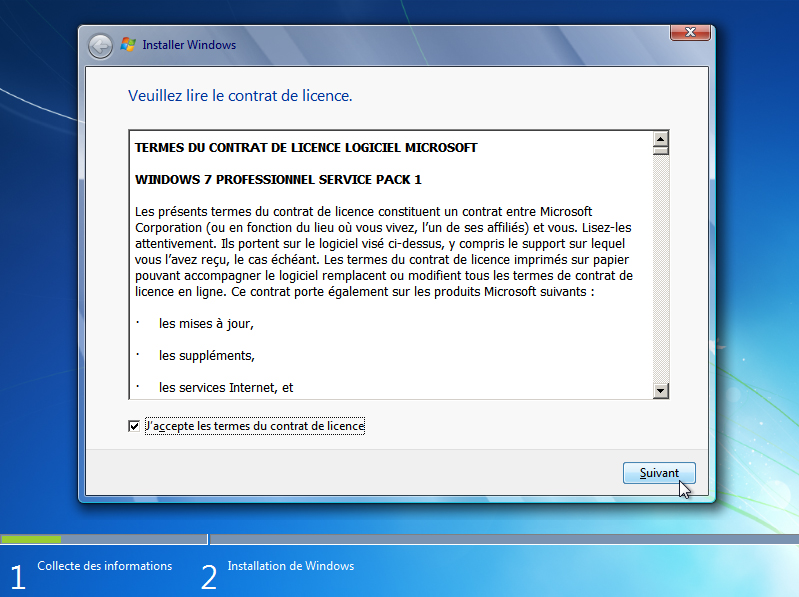 Installer Windows
Veuillez lire le contrat de licence.
TERMES DU CONTRAT DE LICENCE LOGICIEL MICROSOFT
WINDOWS 7 PROFESSIONNEL SERVICE PACK 1
Les présents termes du contrat de licence constituent un contrat entre Microsoft
Corporation (ou en fonction du lieu où vous vivez, l’un de ses affiliés) et vous. Lisez-les
attentivement. Ils portent sur le logiciel visé ci-dessus, y compris le support sur lequel
vous l’avez reçu, le cas échéant. Les termes du contrat de licence imprimés sur papier
pouvant accompagner le logiciel remplacent ou modifient tous les termes de contrat de
licence en ligne. Ce contrat porte également sur les produits Microsoft suivants :
· les mises à jour,
· les suppléments,
· les services Internet, et
J'accepte les termes du contrat de licence
Suivant
1 Collecte des informations
2 Installation de Windows